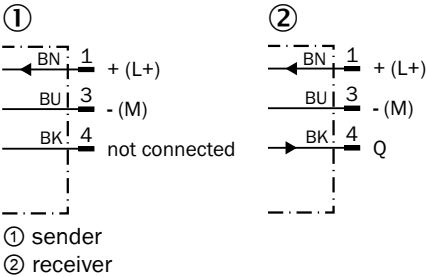 ① ②
BN 1 + (L+) BN 1 + (L+)
BU 3 - (M) BU 3 - (M)
BK 4 not connected BK 4 Q
① sender
② receiver